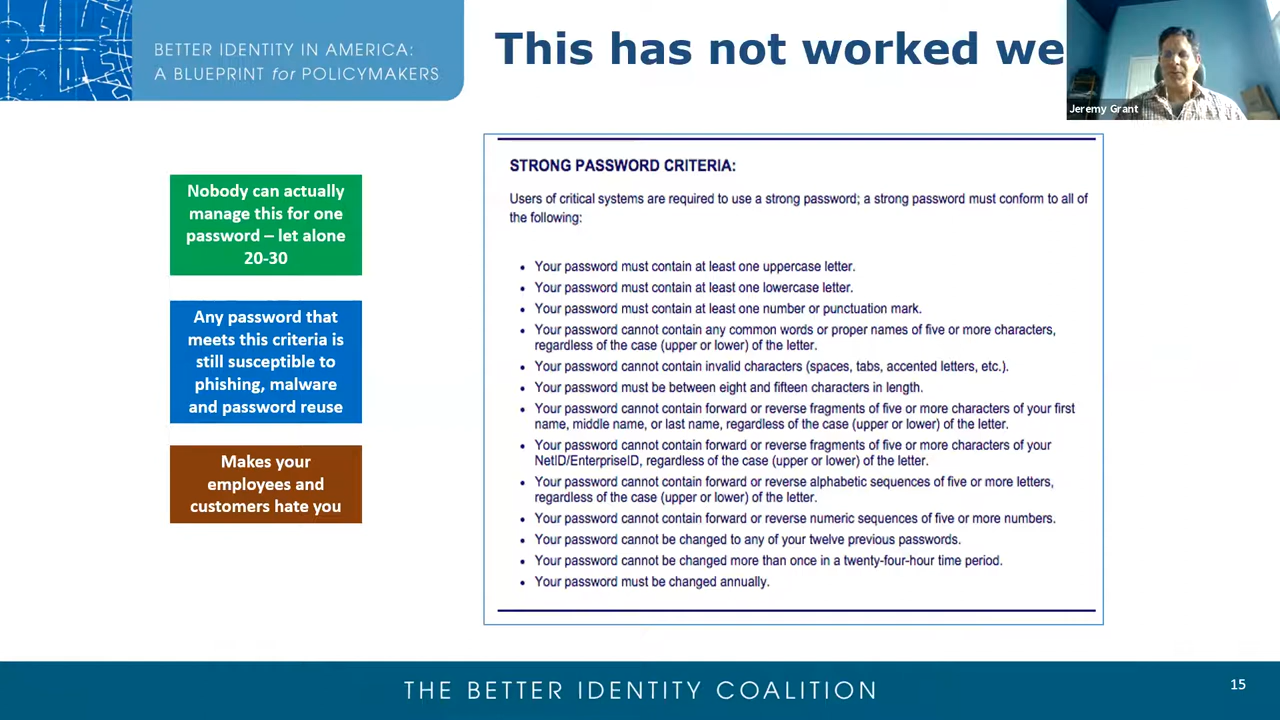 BETTER IDENTITY IN AMERICA:
A BLUEPRINT for POLICYMAKERS
This has not worked we
Jeremy Grant
Nobody can actually
manage this for one
password – let alone
20-30
Any password that
meets this criteria is
still susceptible to
phishing, malware
and password reuse
Makes your
employees and
customers hate you
STRONG PASSWORD CRITERIA:
Users of critical systems are required to use a strong password; a strong password must conform to all of
the following:
• Your password must contain at least one uppercase letter.
• Your password must contain at least one lowercase letter.
• Your password must contain at least one number or punctuation mark.
• Your password cannot contain any common words or proper names of five or more characters,
regardless of the case (upper or lower) of the letter.
• Your password cannot contain invalid characters (spaces, tabs, accented letters, etc.).
• Your password must be between eight and fifteen characters in length.
• Your password cannot contain forward or reverse fragments of five or more characters of your first
name, middle name, or last name, regardless of the case (upper or lower) of the letter.
• Your password cannot contain forward or reverse fragments of five or more characters of your
NetID/EnterpriseID, regardless of the case (upper or lower) of the letter.
• Your password cannot contain forward or reverse alphabetic sequences of five or more letters,
regardless of the case (upper or lower) of the letter.
• Your password cannot contain forward or reverse numeric sequences of five or more numbers.
• Your password cannot be changed to any of your twelve previous passwords.
• Your password cannot be changed more than once in a twenty-four-hour time period.
• Your password must be changed annually.
THE BETTER IDENTITY COALITION
15